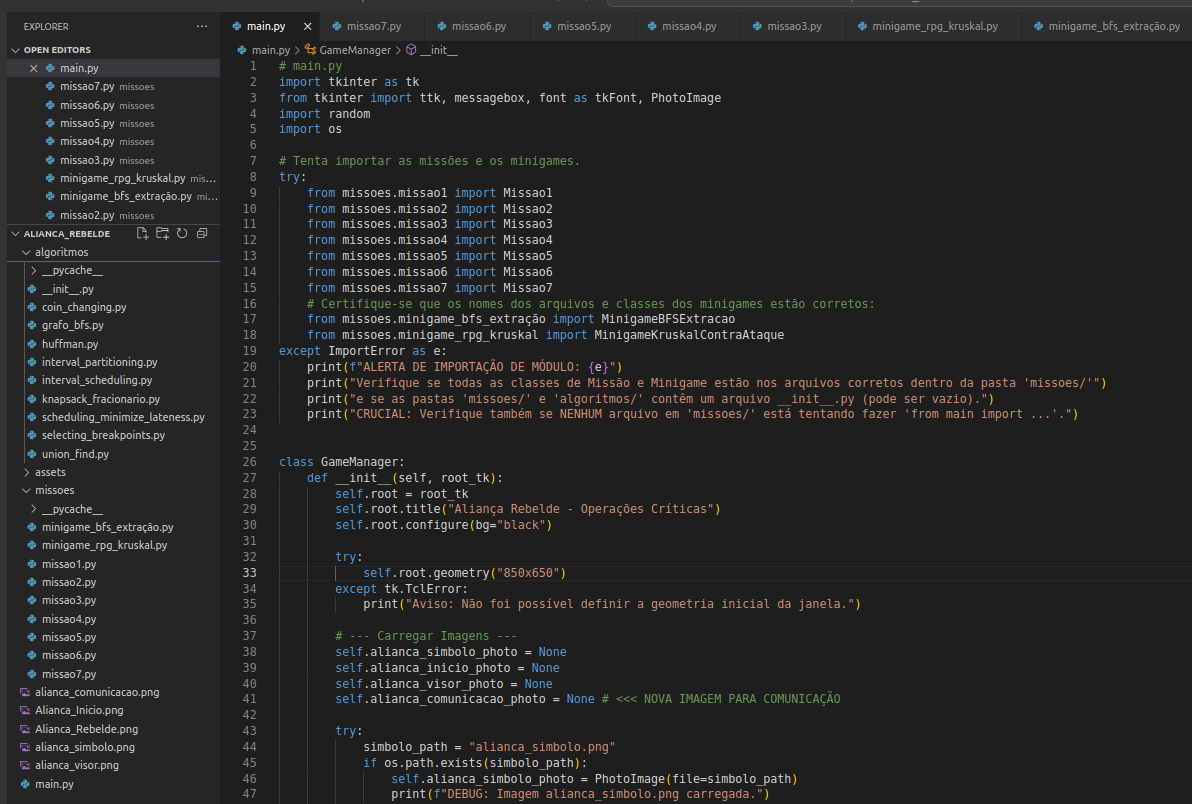 EXPLORER
OPEN EDITORS
main.py
missao7.py missoes
missao6.py missoes
missao5.py missoes
missao4.py missoes
missao3.py missoes
minigame_rpg_kruskal.py mis...
minigame_bfs_extração.py mi...
missao2.py missoes
ALIANCA_REBELDE
algoritmos
__pycache__
__init__.py
coin_changing.py
grafo_bfs.py
huffman.py
interval_partitioning.py
interval_scheduling.py
knapsack_fracionario.py
scheduling_minimize_lateness.py
selecting_breakpoints.py
union_find.py
assets
missoes
__pycache__
minigame_bfs_extração.py
minigame_rpg_kruskal.py
missao1.py
missao2.py
missao3.py
missao4.py
missao5.py
missao6.py
missao7.py
alianca_comunicacao.png
Alianca_Inicio.png
Alianca_Rebelde.png
alianca_simbolo.png
alianca_visor.png
main.py
main.py missao7.py missao6.py missao5.py missao4.py missao3.py minigame_rpg_kruskal.py minigame_bfs_extração.py
main.py > GameManager > __init__
1 # main.py
2 import tkinter as tk
3 from tkinter import ttk, messagebox, font as tkFont, PhotoImage
4 import random
5 import os
6
7 # Tenta importar as missões e os minigames.
8 try:
9 from missoes.missao1 import Missao1
10 from missoes.missao2 import Missao2
11 from missoes.missao3 import Missao3
12 from missoes.missao4 import Missao4
13 from missoes.missao5 import Missao5
14 from missoes.missao6 import Missao6
15 from missoes.missao7 import Missao7
16 # Certifique-se que os nomes dos arquivos e classes dos minigames estão corretos:
17 from missoes.minigame_bfs_extração import MinigameBFSExtracao
18 from missoes.minigame_rpg_kruskal import MinigameKruskalContraAtaque
19 except ImportError as e:
20 print(f"ALERTA DE IMPORTAÇÃO DE MÓDULO: {e}")
21 print("Verifique se todas as classes de Missão e Minigame estão nos arquivos corretos dentro da pasta 'missoes/'")
22 print("e se as pastas 'missoes/' e 'algoritmos/' contêm um arquivo __init__.py (pode ser vazio).")
23 print("CRUCIAL: Verifique também se NENHUM arquivo em 'missoes/' está tentando fazer 'from main import ...'.")
24
25
26 class GameManager:
27 def __init__(self, root_tk):
28 self.root = root_tk
29 self.root.title("Aliança Rebelde - Operações Críticas")
30 self.root.configure(bg="black")
31
32 try:
33 self.root.geometry("850x650")
34 except tk.TclError:
35 print("Aviso: Não foi possível definir a geometria inicial da janela.")
36
37 # --- Carregar Imagens ---
38 self.alianca_simbolo_photo = None
39 self.alianca_inicio_photo = None
40 self.alianca_visor_photo = None
41 self.alianca_comunicacao_photo = None # <<< NOVA IMAGEM PARA COMUNICAÇÃO
42
43 try:
44 simbolo_path = "alianca_simbolo.png"
45 if os.path.exists(simbolo_path):
46 self.alianca_simbolo_photo = PhotoImage(file=simbolo_path)
47 print(f"DEBUG: Imagem alianca_simbolo.png carregada.")